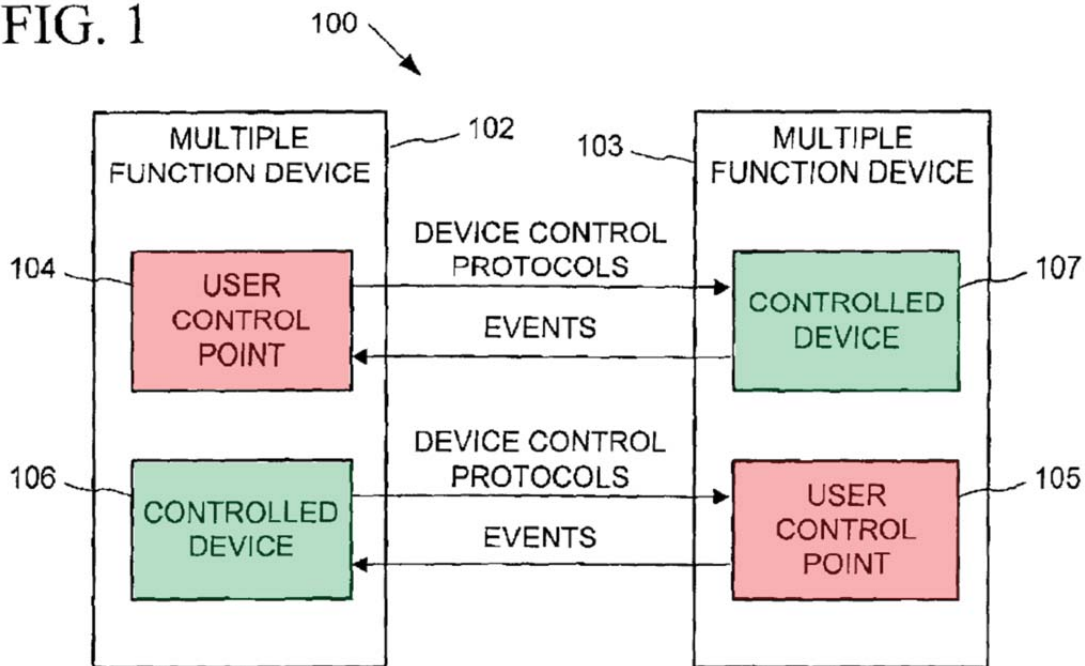 FIG. 1
100
102
103
MULTIPLE
FUNCTION DEVICE
MULTIPLE
FUNCTION DEVICE
DEVICE CONTROL
PROTOCOLS
EVENTS
104
USER
CONTROL
POINT
107
CONTROLLED
DEVICE
DEVICE CONTROL
PROTOCOLS
EVENTS
106
CONTROLLED
DEVICE
105
USER
CONTROL
POINT